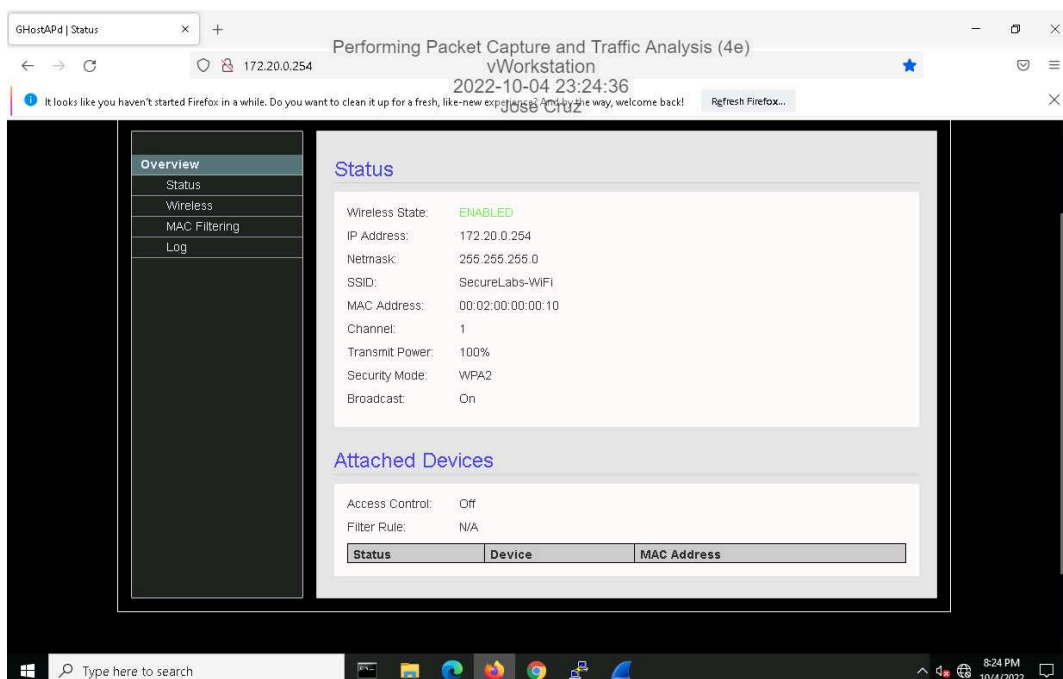 GHostAPd | Status
172.20.0.254
Performing Packet Capture and Traffic Analysis (4e)
vWorkstation
2022-10-04 23:24:36
Jose Cruz
It looks like you haven't started Firefox in a while. Do you want to clean it up for a fresh, like-new experience? And by the way, welcome back!
Refresh Firefox...
Overview
Status
Wireless
MAC Filtering
Log
Status
Wireless State: ENABLED
IP Address: 172.20.0.254
Netmask: 255.255.255.0
SSID: SecureLabs-WiFi
MAC Address: 00:02:00:00:00:10
Channel: 1
Transmit Power: 100%
Security Mode: WPA2
Broadcast: On
Attached Devices
Access Control: Off
Filter Rule: N/A
Status Device MAC Address
Type here to search
8:24 PM
10/4/2022